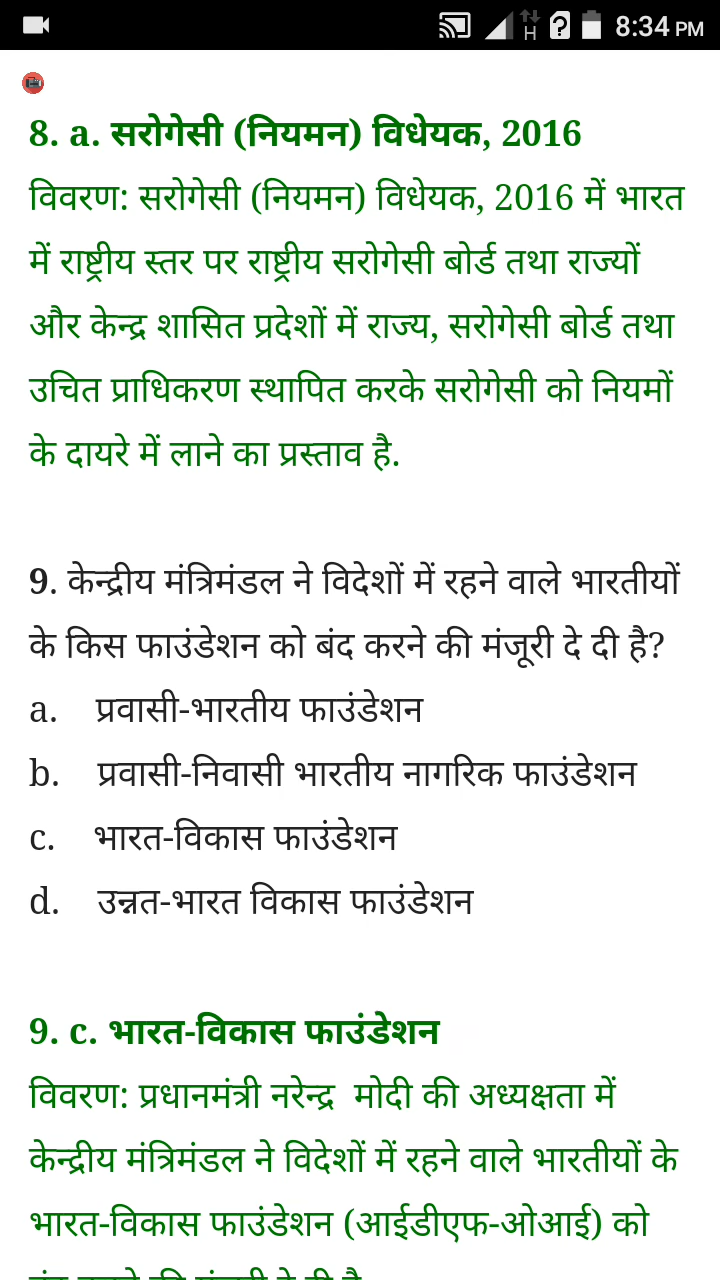 8:34 PM
H
8. a. सरोगेसी (नियमन) विधेयक, 2016
विवरण: सरोगेसी (नियमन) विधेयक, 2016 में भारत
में राष्ट्रीय स्तर पर राष्ट्रीय सरोगेसी बोर्ड तथा राज्यों
और केन्द्र शासित प्रदेशों में राज्य, सरोगेसी बोर्ड तथा
उचित प्राधिकरण स्थापित करके सरोगेसी को नियमों
के दायरे में लाने का प्रस्ताव है.
9. केन्द्रीय मंत्रिमंडल ने विदेशों में रहने वाले भारतीयों
के किस फाउंडेशन को बंद करने की मंजूरी दे दी है?
a. प्रवासी-भारतीय फाउंडेशन
b. प्रवासी-निवासी भारतीय नागरिक फाउंडेशन
c. भारत-विकास फाउंडेशन
d. उन्नत-भारत विकास फाउंडेशन
9. c. भारत-विकास फाउंडेशन
विवरण: प्रधानमंत्री नरेन्द्र मोदी की अध्यक्षता में
केन्द्रीय मंत्रिमंडल ने विदेशों में रहने वाले भारतीयों के
भारत-विकास फाउंडेशन (आईडीएफ-ओआई) को